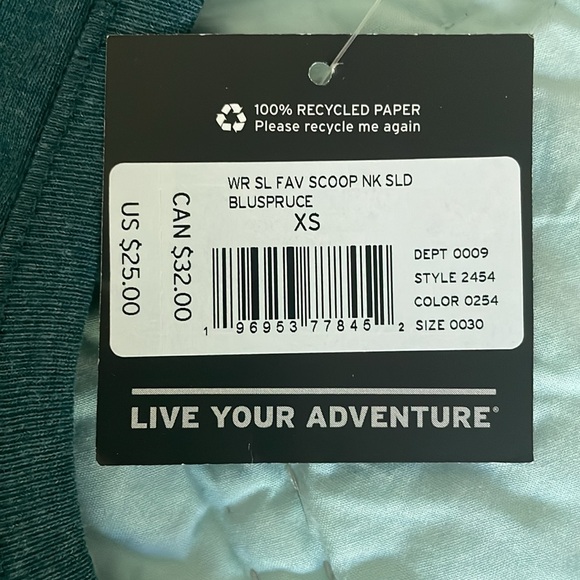 100% RECYCLED PAPER
Please recycle me again
WR SL FAV SCOOP NK SLD
BLUSPRUCE
XS
US $25.00
CAN $32.00
DEPT 0009
STYLE 2454
COLOR 0254
SIZE 0030
1 96953 77845 2
LIVE YOUR ADVENTURE®